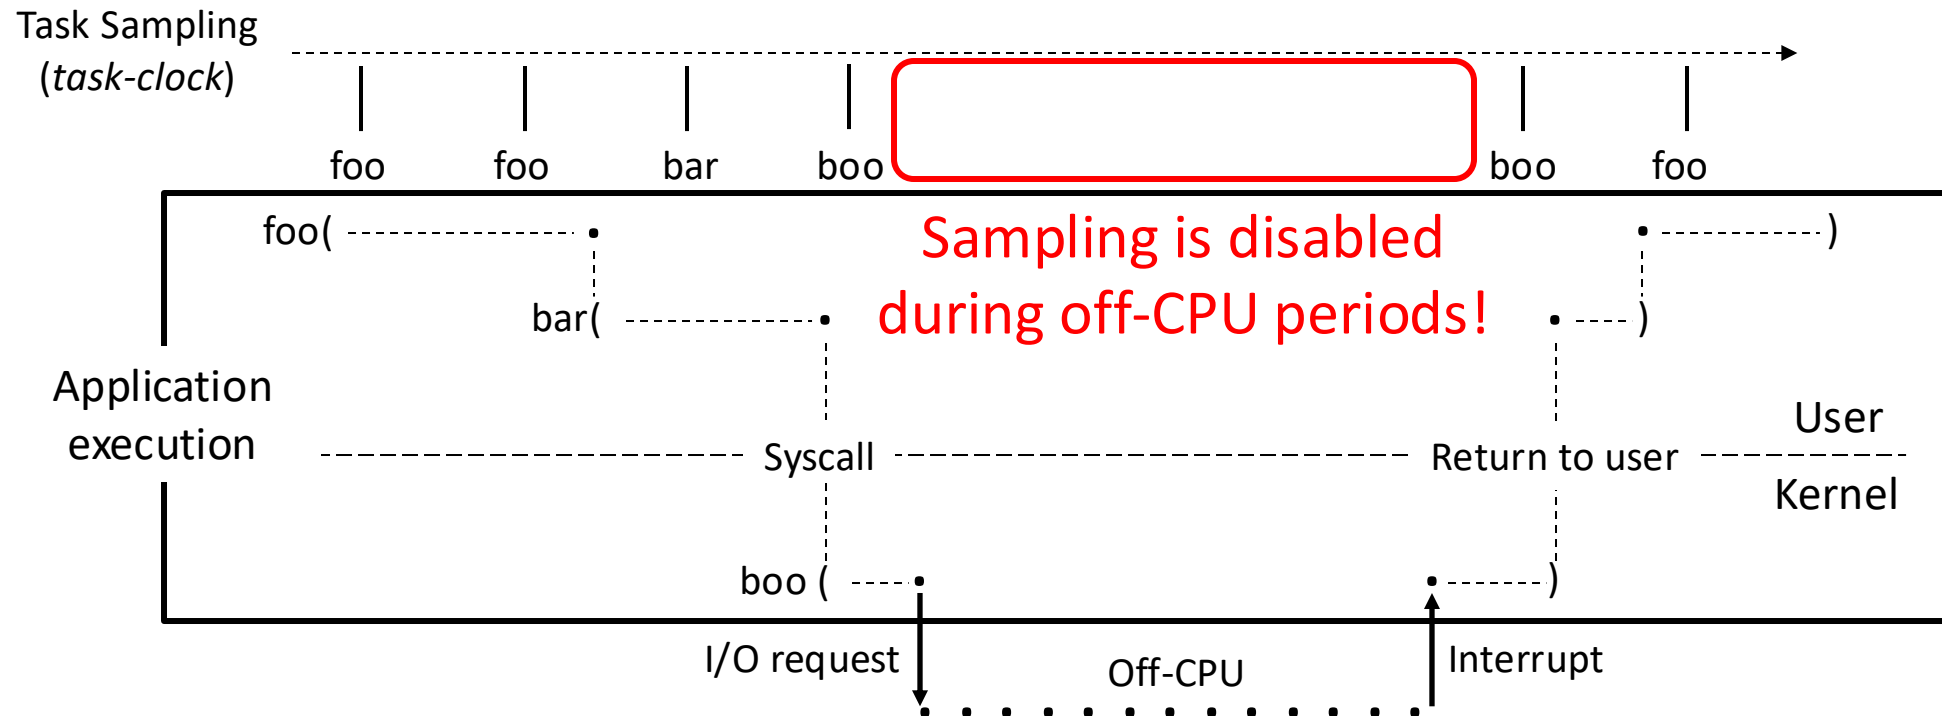 Task Sampling
(task-clock)
foo foo bar boo boo foo
foo( )
Sampling is disabled
during off-CPU periods!
bar( )
Application
execution
User
Syscall Return to user
Kernel
boo ( )
I/O request Off-CPU Interrupt